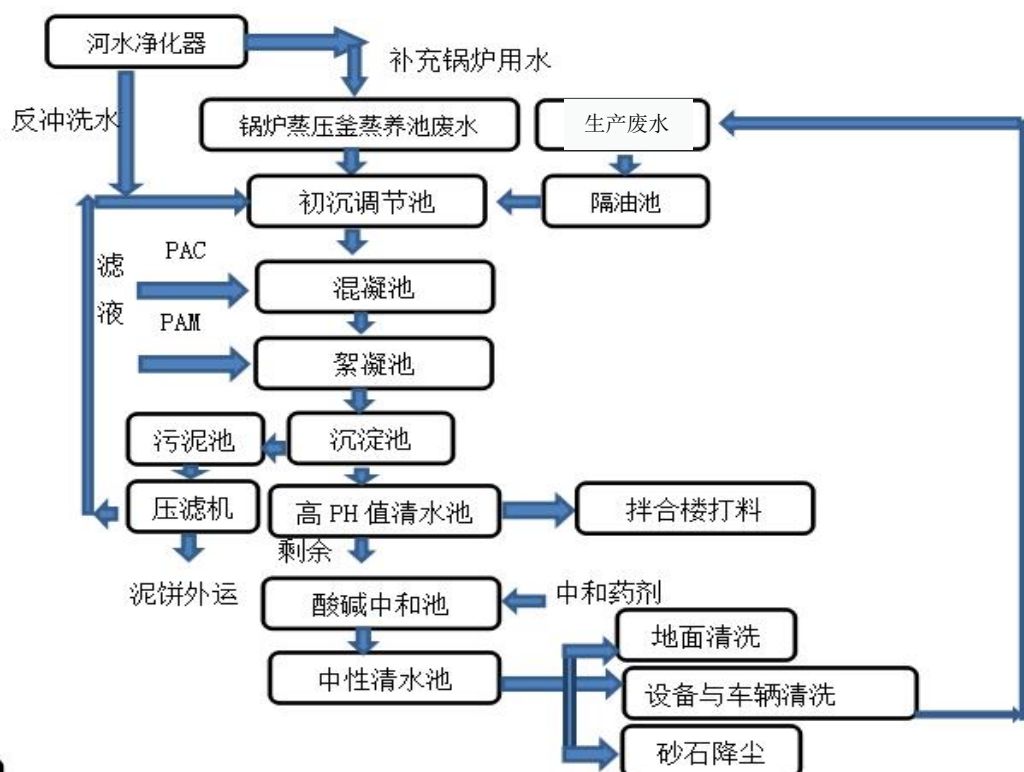 河水净化器
补充锅炉用水
反冲洗水
锅炉蒸压釜蒸养池废水
生产废水
初沉调节池
隔油池
滤液
PAC
混凝池
PAM
絮凝池
污泥池
沉淀池
压滤机
高PH值清水池
拌合楼打料
剩余
泥饼外运
酸碱中和池
中和药剂
地面清洗
中性清水池
设备与车辆清洗
砂石降尘